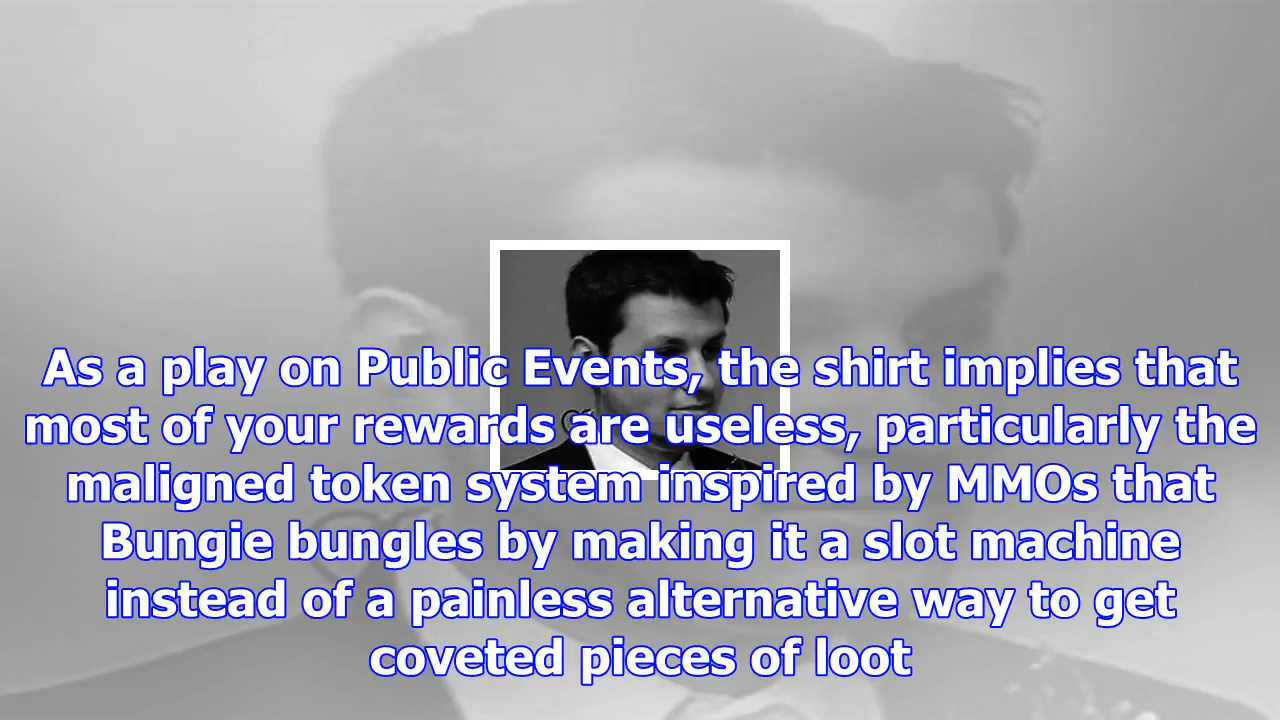 As a play on Public Events, the shirt implies that
most of your rewards are useless, particularly the
maligned token system inspired by MMOs that
Bungie bungles by making it a slot machine
instead of a painless alternative way to get
coveted pieces of loot